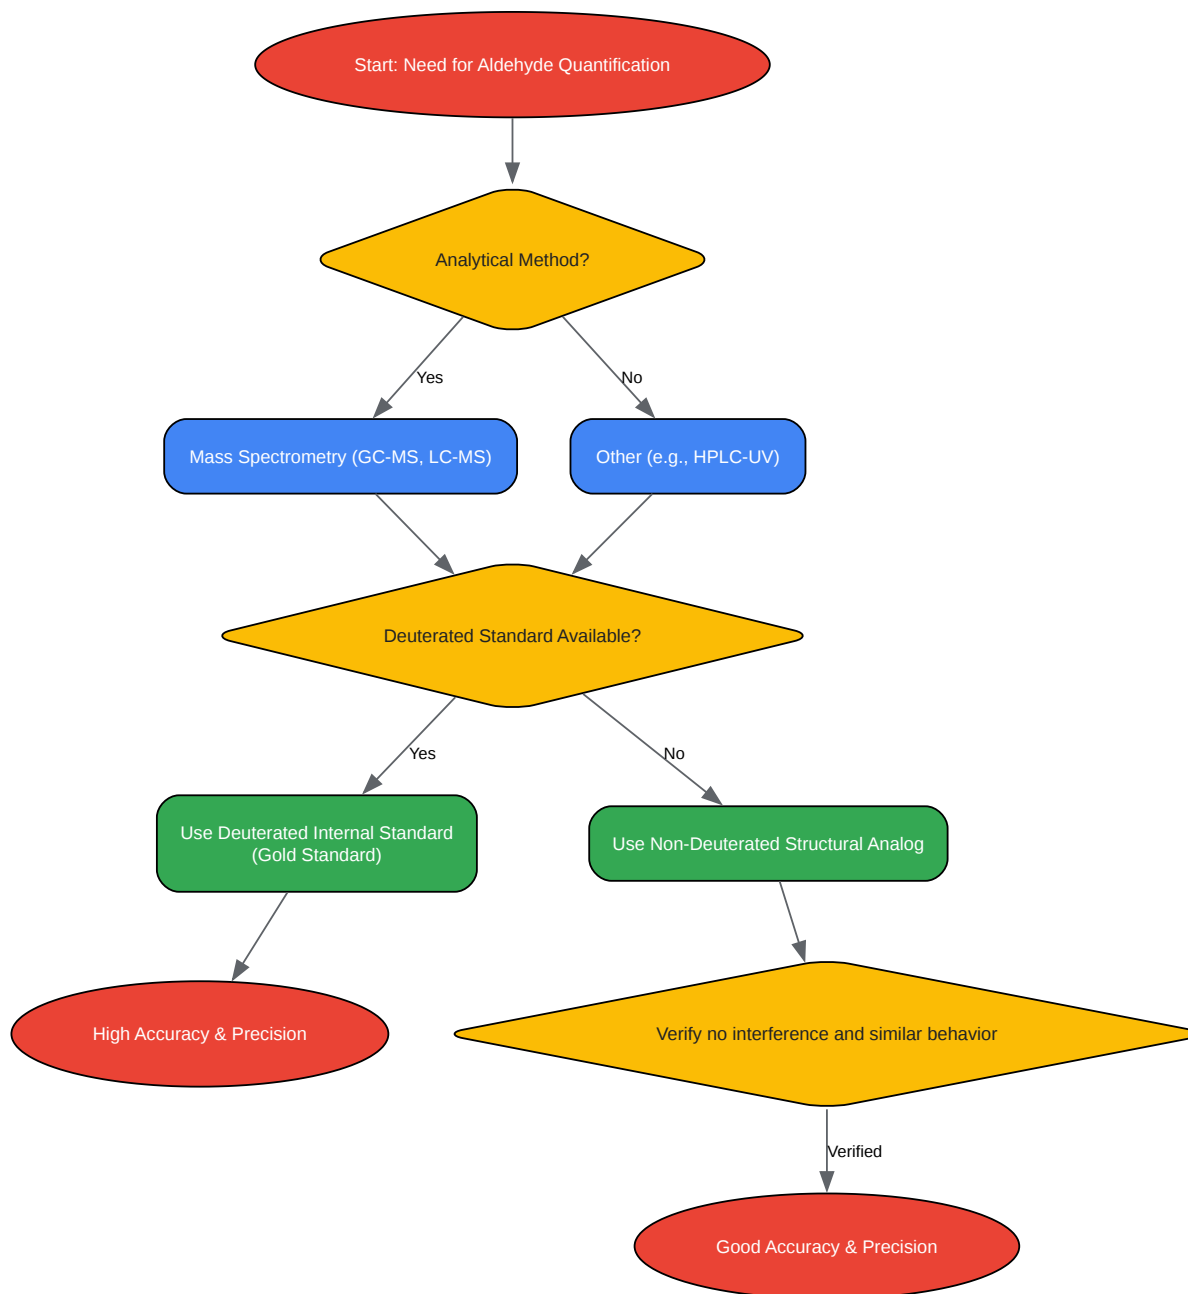 Start: Need for Aldehyde Quantification
Analytical Method?
Yes
No
Mass Spectrometry (GC-MS, LC-MS)
Other (e.g., HPLC-UV)
Deuterated Standard Available?
Yes
No
Use Deuterated Internal Standard
(Gold Standard)
Use Non-Deuterated Structural Analog
High Accuracy & Precision
Verify no interference and similar behavior
Verified
Good Accuracy & Precision